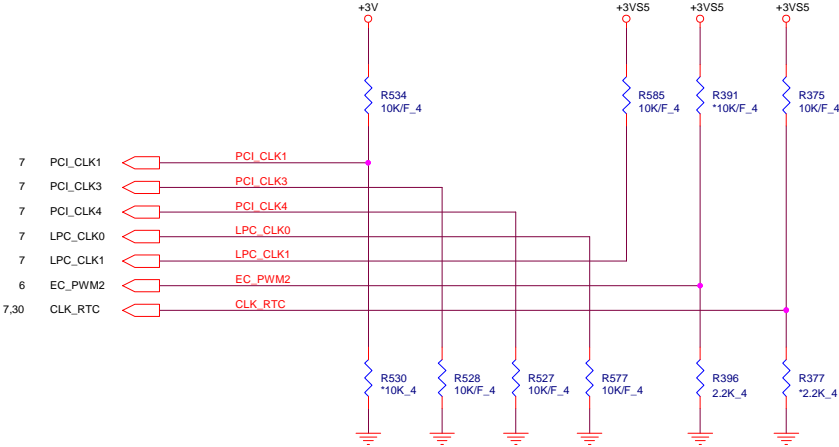 +3V
+3VS5
+3VS5
+3VS5
R534
10K/F_4
R585
10K/F_4
R391
*10K/F_4
R375
10K/F_4
7 PCI_CLK1 PCI_CLK1
7 PCI_CLK3 PCI_CLK3
7 PCI_CLK4 PCI_CLK4
7 LPC_CLK0 LPC_CLK0
7 LPC_CLK1 LPC_CLK1
6 EC_PWM2 EC_PWM2
7,30 CLK_RTC CLK_RTC
R530
*10K_4
R528
10K/F_4
R527
10K/F_4
R577
10K/F_4
R396
2.2K_4
R377
*2.2K_4